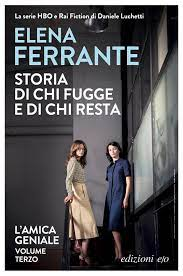 La serie HBO e Rai Fiction di Daniele Luchetti
ELENA
FERRANTE
STORIA
DI CHI FUGGE
E DI CHI RESTA
L'AMICA
GENIALE
VOLUME
TERZO
edizioni e/o